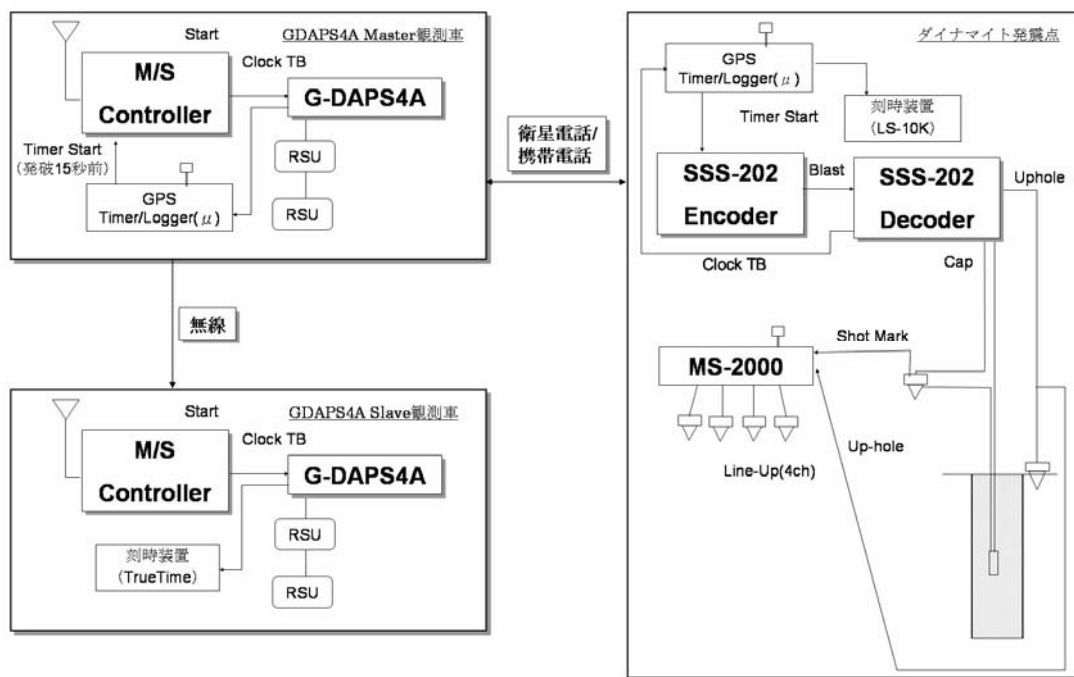 GDAPS4A Master観測車
Start
M/S
Controller
Clock TB
G-DAPS4A
RSU
RSU
Timer Start
(発破15秒前)
GPS
Timer/Logger(μ)
衛星電話/
携帯電話
無線
GDAPS4A Slave観測車
Start
M/S
Controller
Clock TB
G-DAPS4A
RSU
RSU
刻時装置
(TrueTime)
ダイナマイト発震点
GPS
Timer/Logger(μ)
Timer Start
刻時装置
(LS-10K)
SSS-202
Encoder
Blast
SSS-202
Decoder
Uphole
Clock TB
Cap
Shot Mark
MS-2000
Line-Up(4ch)
Up-hole